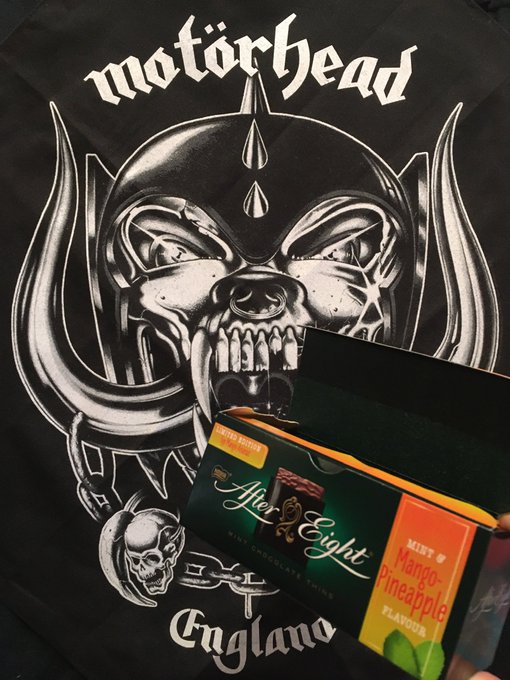 motörhead
LIMITED EDITION
After Eight
MINT CHOCOLATE THINS
MINT &
Mango-
Pineapple
FLAVOUR
England